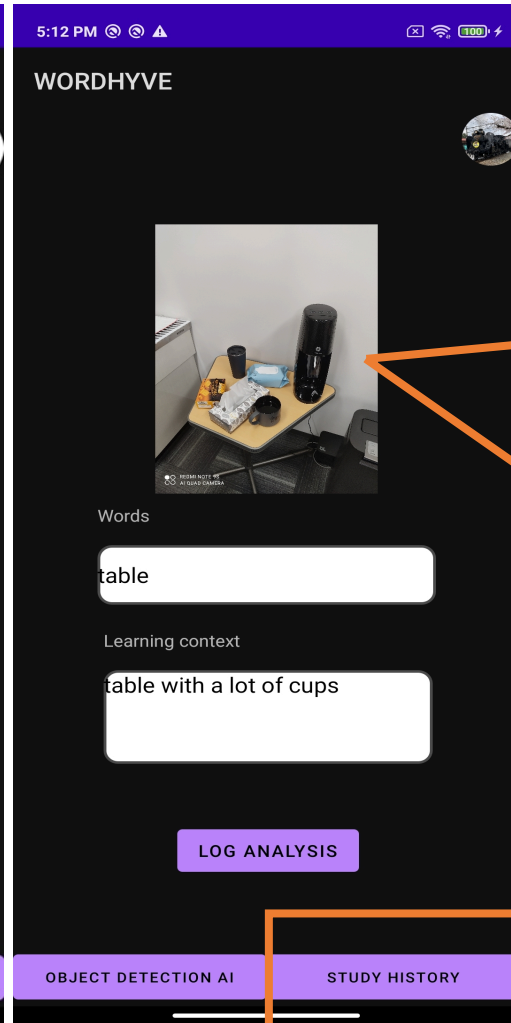 5:12 PM
100
WORDHYVE
REDMI NOTE 9S
AI QUAD CAMERA
Words
table
Learning context
table with a lot of cups
LOG ANALYSIS
OBJECT DETECTION AI
STUDY HISTORY